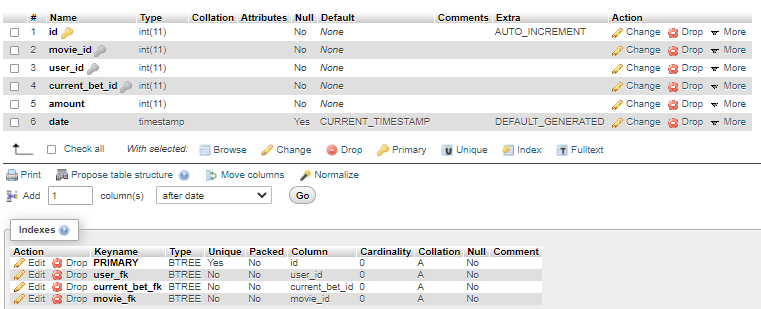 # Name Type Collation Attributes Null Default Comments Extra Action
1 id int(11) No None AUTO_INCREMENT Change Drop More
2 movie_id int(11) No None Change Drop More
3 user_id int(11) No None Change Drop More
4 current_bet_id int(11) No None Change Drop More
5 amount int(11) No None Change Drop More
6 date timestamp Yes CURRENT_TIMESTAMP DEFAULT_GENERATED Change Drop More
Check all With selected: Browse Change Drop Primary Unique Index Fulltext
Print Propose table structure Move columns Normalize
Add 1 column(s) after date Go
Indexes
Action Keyname Type Unique Packed Column Cardinality Collation Null Comment
Edit Drop PRIMARY BTREE Yes No id 0 A No
Edit Drop user_fk BTREE No No user_id 0 A No
Edit Drop current_bet_fk BTREE No No current_bet_id 0 A No
Edit Drop movie_fk BTREE No No movie_id 0 A No